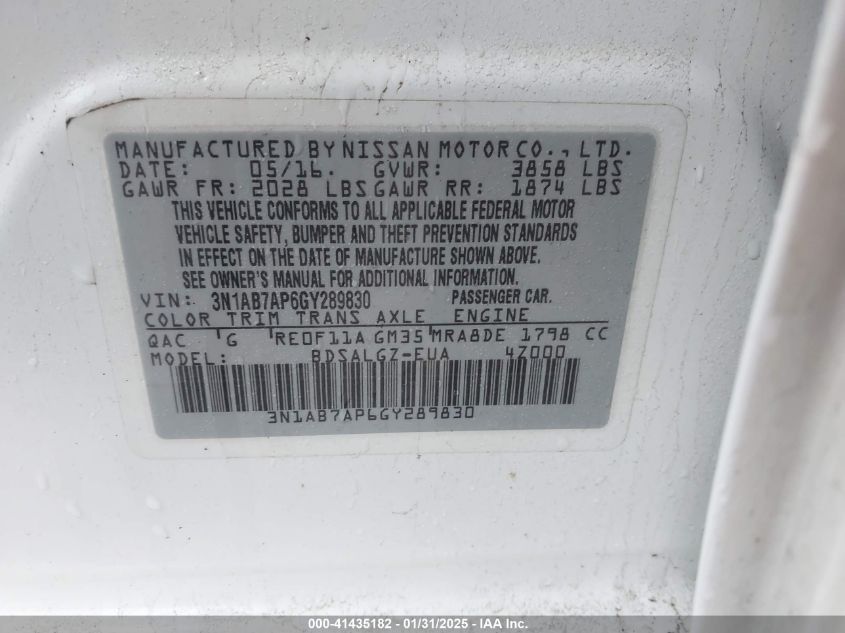 MANUFACTURED BY NISSAN MOTOR CO., LTD.
DATE: 05/16. GVWR: 3858 LBS
GAWR FR: 2028 LBS GAWR RR: 1874 LBS
THIS VEHICLE CONFORMS TO ALL APPLICABLE FEDERAL MOTOR
VEHICLE SAFETY, BUMPER AND THEFT PREVENTION STANDARDS
IN EFFECT ON THE DATE OF MANUFACTURE SHOWN ABOVE.
SEE OWNER'S MANUAL FOR ADDITIONAL INFORMATION.
VIN: 3N1AB7AP6GY289830 PASSENGER CAR.
COLOR TRIM TRANS AXLE ENGINE
QAC G RE0F11A GM35 MRA8DE 1798 CC
MODEL: BDSALGZ-EUA 4Z000
3N1AB7AP6GY289830
000-41435182 - 01/31/2025 - IAA Inc.